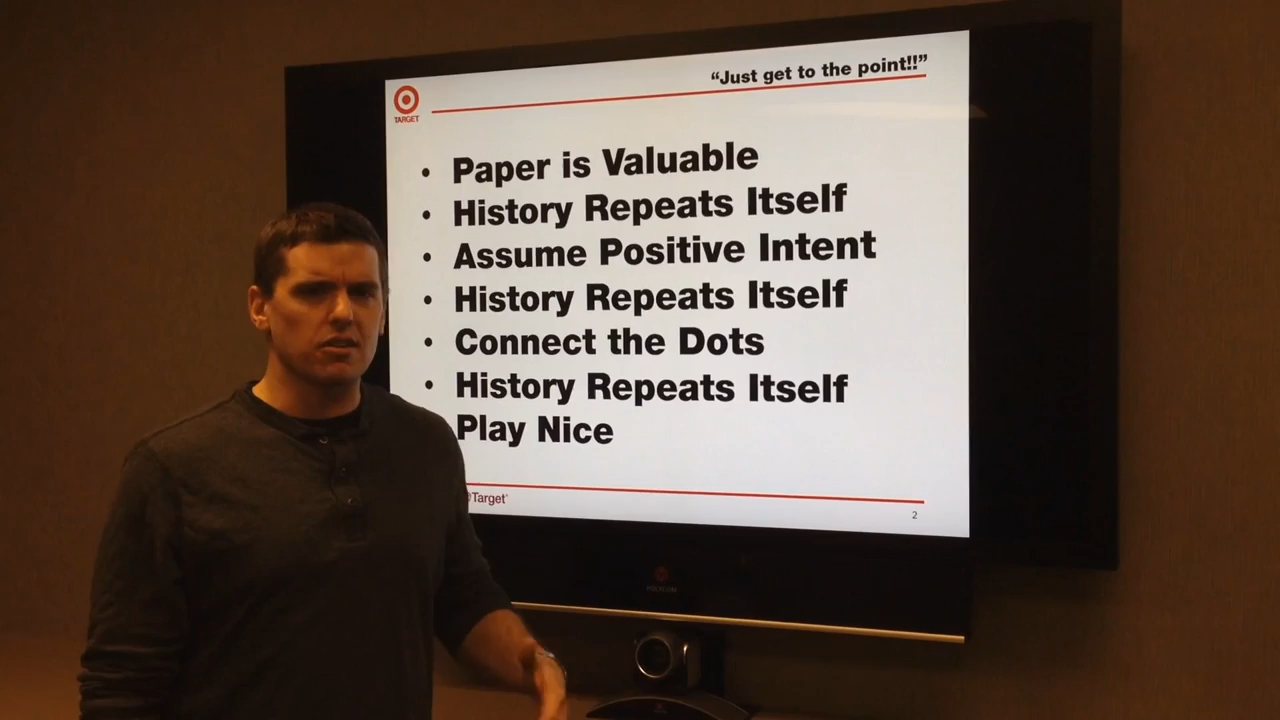 “Just get to the point!!”
TARGET
• Paper is Valuable
• History Repeats Itself
• Assume Positive Intent
• History Repeats Itself
• Connect the Dots
• History Repeats Itself
Play Nice
@Target
2
POLYCOM